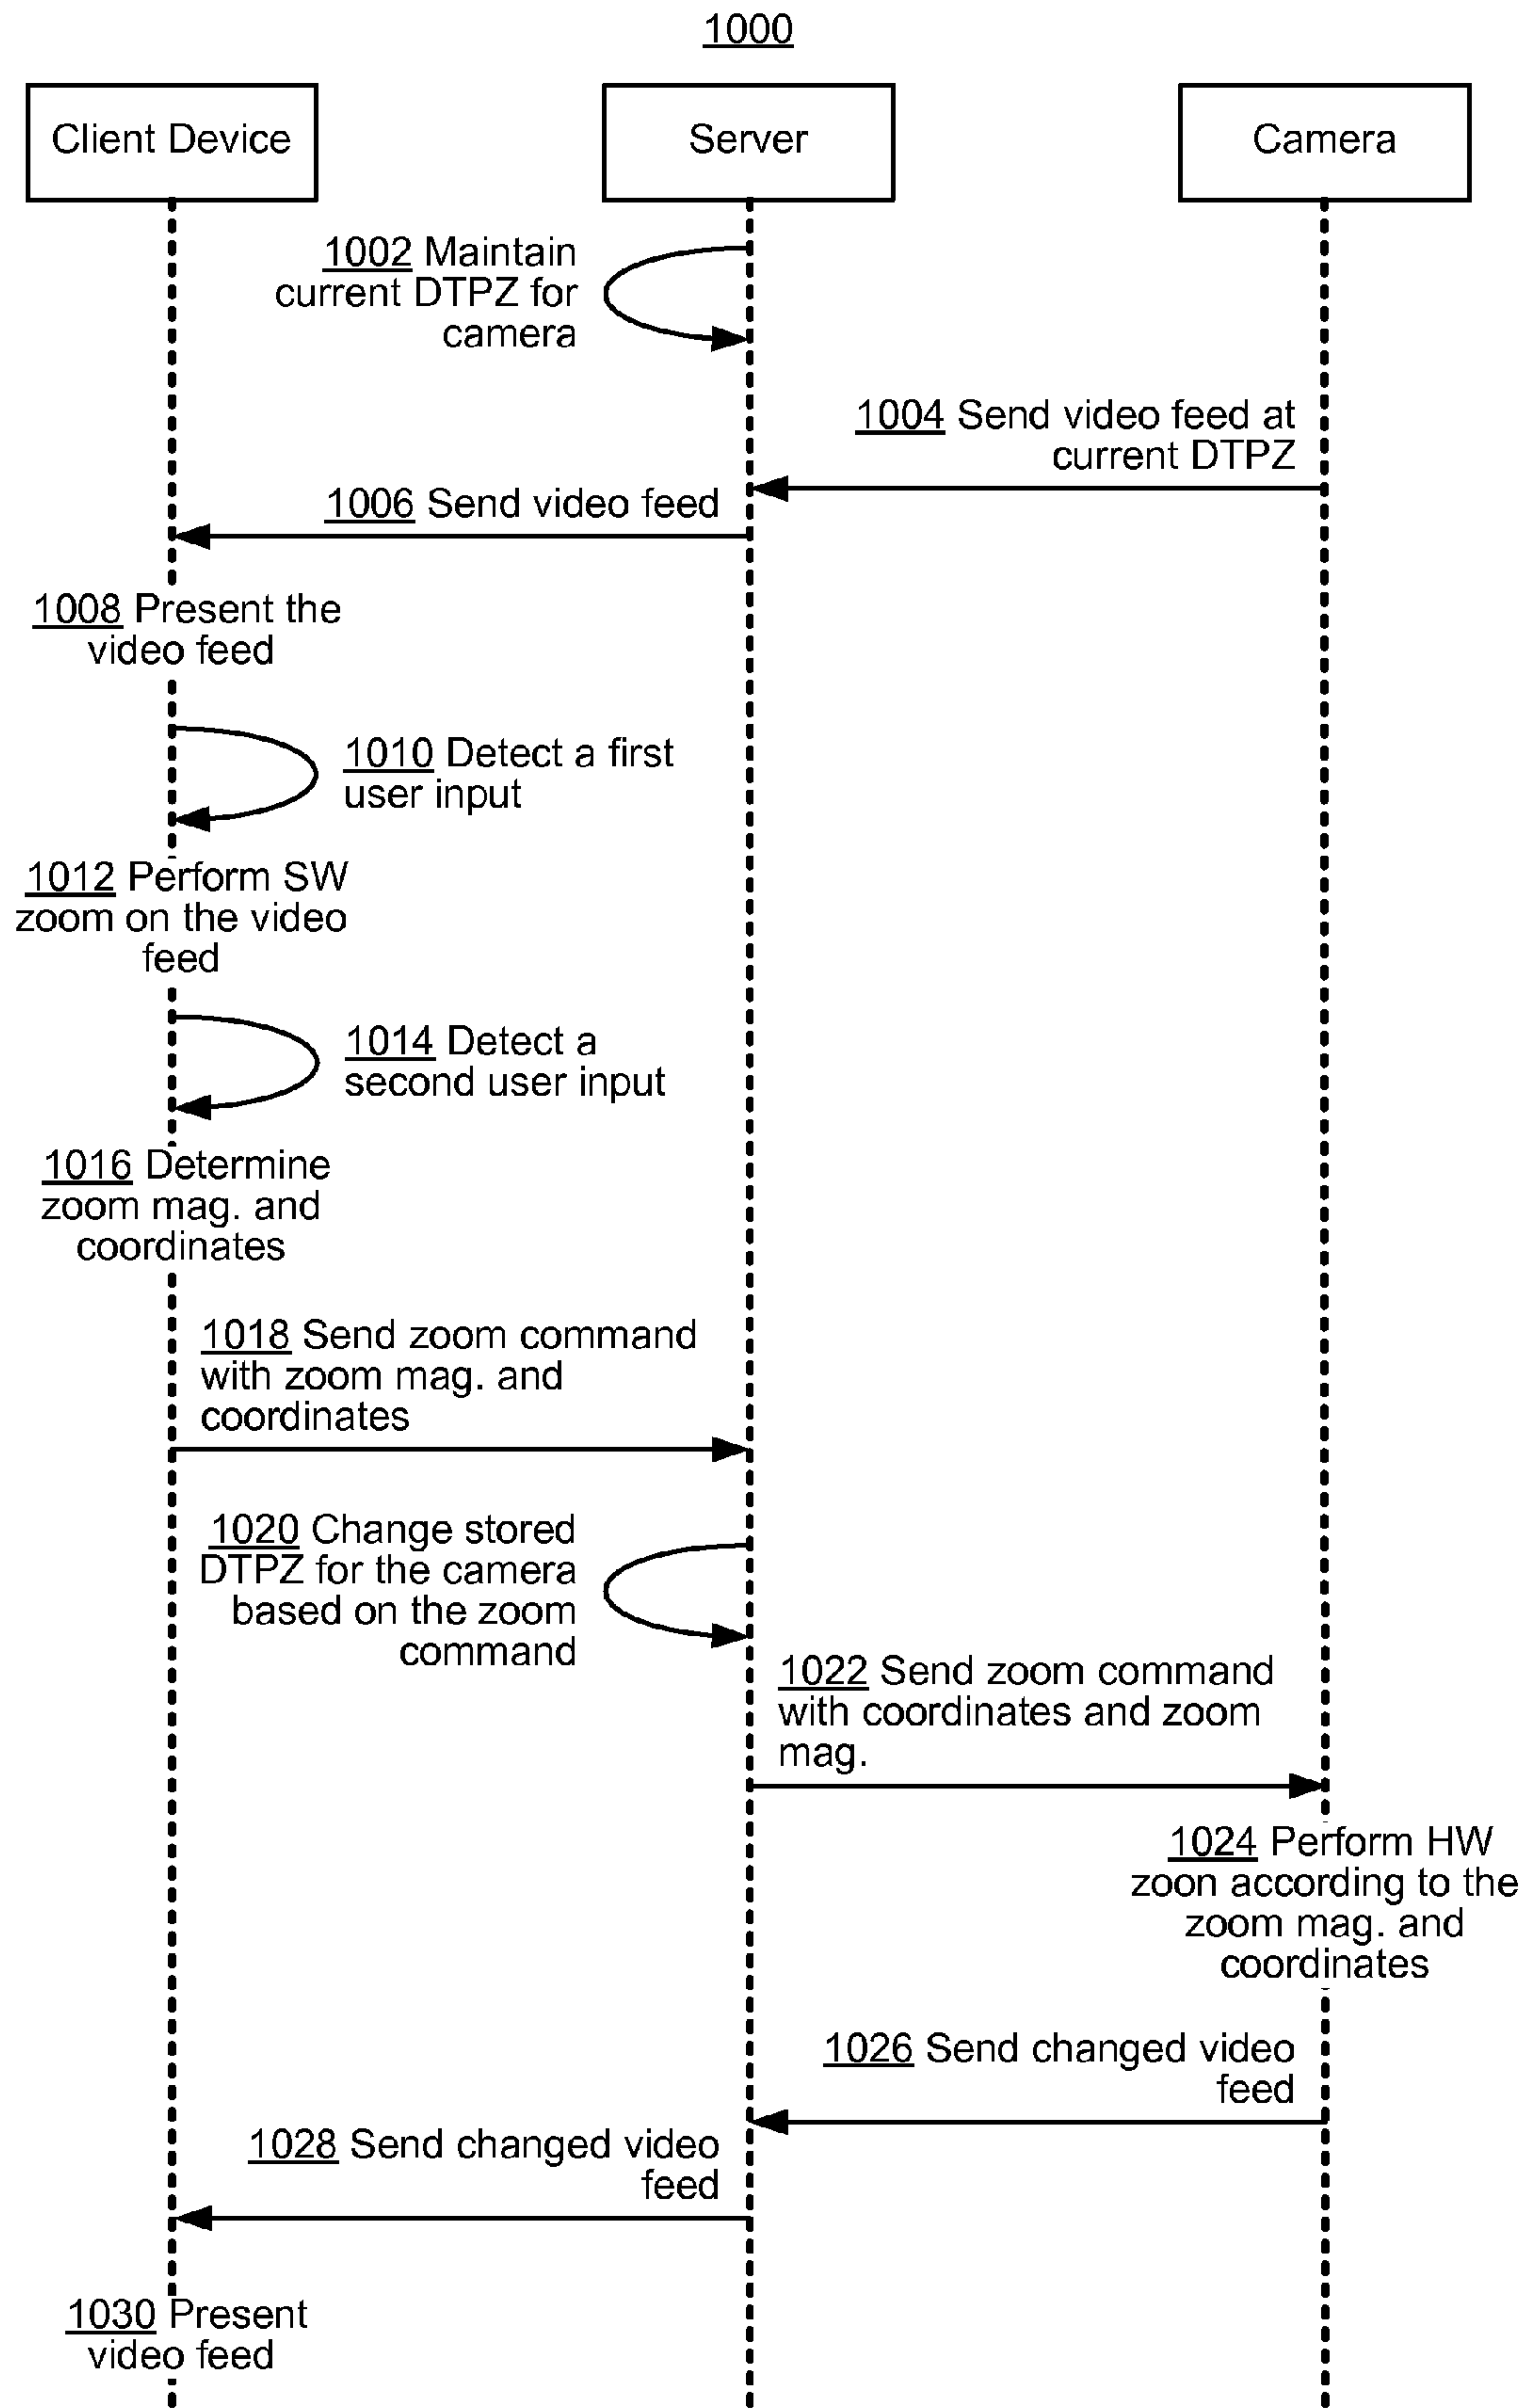 1000
Client Device
Server
Camera
1002 Maintain
current DTPZ for
camera
1004 Send video feed at
current DTPZ
1006 Send video feed
1008 Present the
video feed
1010 Detect a first
user input
1012 Perform SW
zoom on the video
feed
1014 Detect a
second user input
1016 Determine
zoom mag. and
coordinates
1018 Send zoom command
with zoom mag. and
coordinates
1020 Change stored
DTPZ for the camera
based on the zoom
command
1022 Send zoom command
with coordinates and zoom
mag.
1024 Perform HW
zoon according to the
zoom mag. and
coordinates
1026 Send changed video
feed
1028 Send changed video
feed
1030 Present
video feed